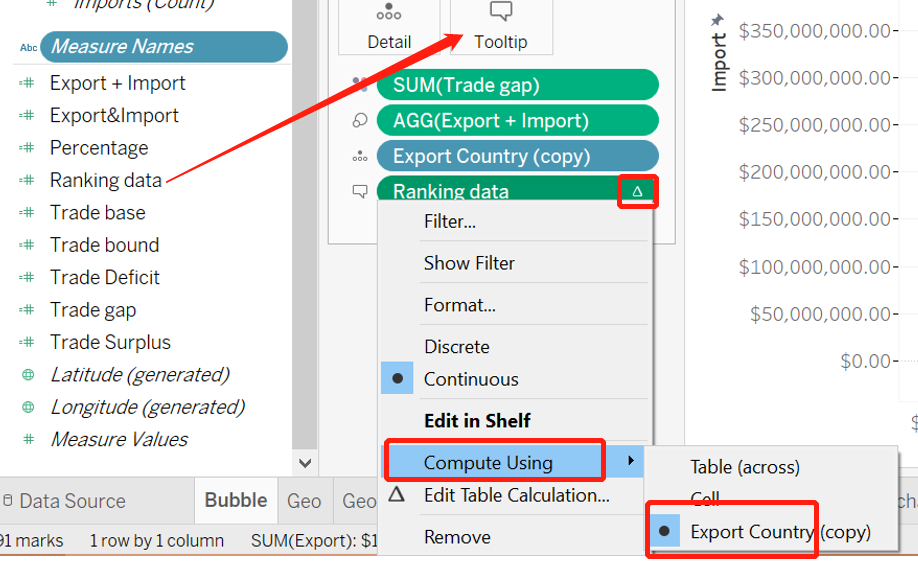 Imports (Count)
Abc Measure Names
Export + Import
Export&Import
Percentage
Ranking data
Trade base
Trade bound
Trade Deficit
Trade gap
Trade Surplus
Latitude (generated)
Longitude (generated)
Measure Values
Detail
Tooltip
SUM(Trade gap)
AGG(Export + Import)
Export Country (copy)
Ranking data
Filter...
Show Filter
Format...
Discrete
Continuous
Edit in Shelf
Compute Using
Edit Table Calculation...
Remove
Table (across)
Cell
Export Country (copy)
Import
$350,000,000.00
$300,000,000.00
$250,000,000.00
$200,000,000.00
$150,000,000.00
$100,000,000.00
$50,000,000.00
$0.00
Data Source
Bubble
Geo
Geo
91 marks
1 row by 1 column
SUM(Export): $1